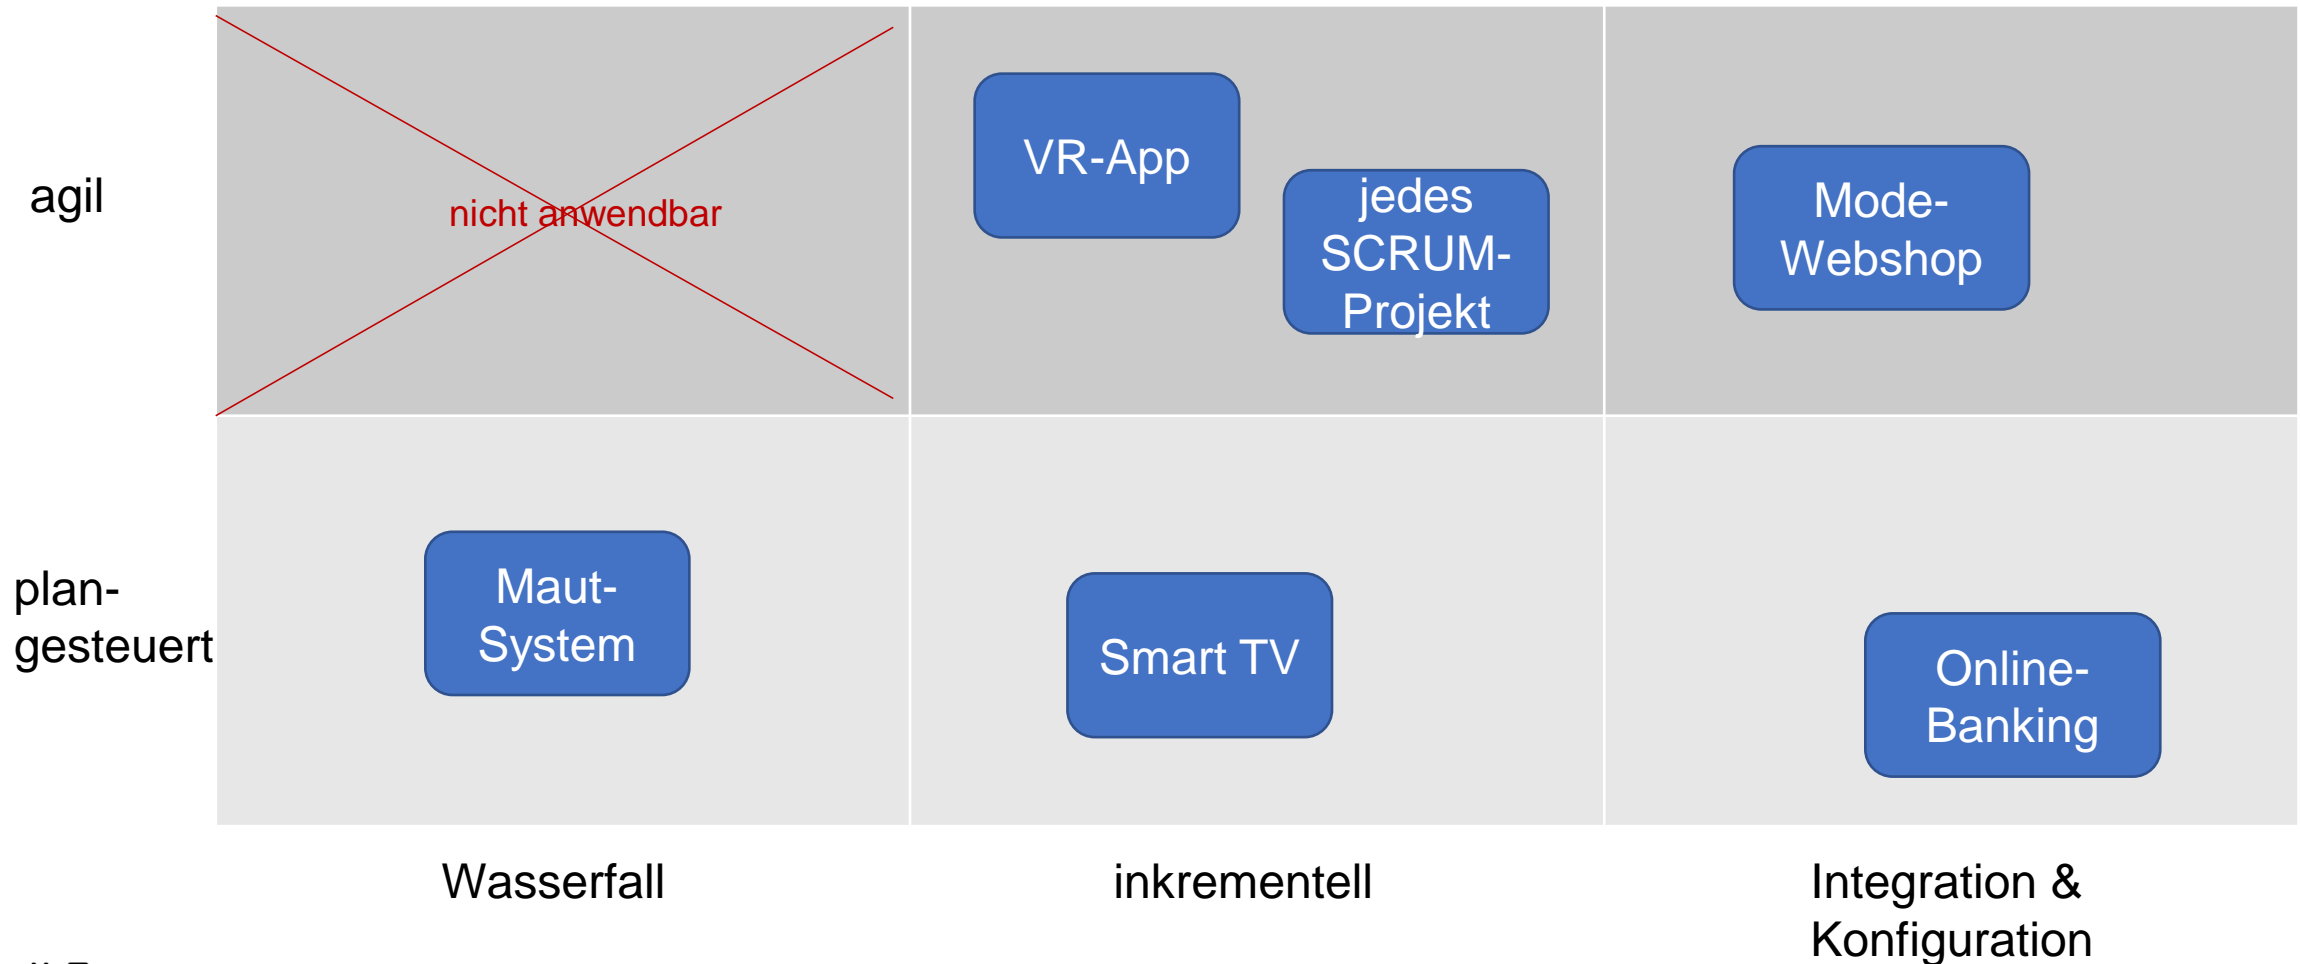 agil
nicht anwendbar
VR-App
jedes
SCRUM-
Projekt
Mode-
Webshop
plan-
gesteuert
Maut-
System
Smart TV
Online-
Banking
Wasserfall
inkrementell
Integration &
Konfiguration